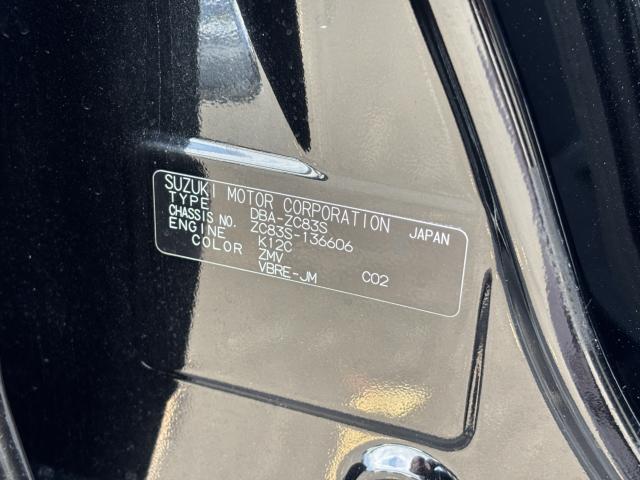 SUZUKI MOTOR CORPORATION JAPAN
TYPE DBA-ZC83S
CHASSIS NO. ZC83S-136606
ENGINE K12C
COLOR ZMV
VBRE-JM C02